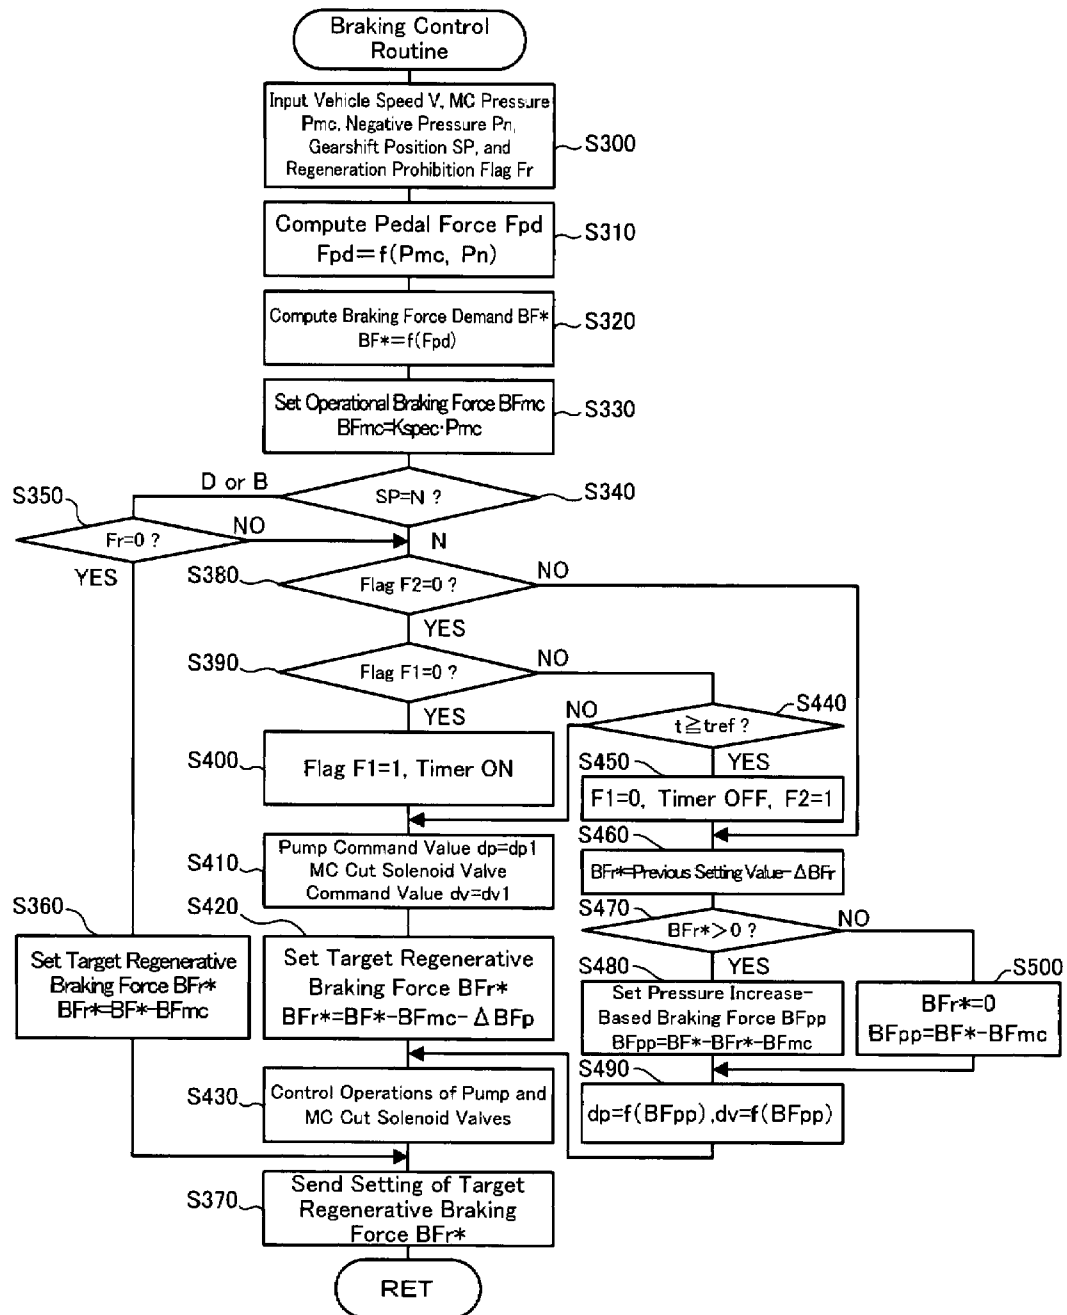 Braking Control
Routine
Input Vehicle Speed V, MC Pressure
Pmc, Negative Pressure Pn,
Gearshift Position SP, and
Regeneration Prohibition Flag Fr
S300
Compute Pedal Force Fpd
Fpd=f(Pmc, Pn)
S310
Compute Braking Force Demand BF*
BF*=f(Fpd)
S320
Set Operational Braking Force BFmc
BFmc=Kspec·Pmc
S330
SP=N ?
S340
D or B
N
S350
Fr=0 ?
NO
YES
S380
Flag F2=0 ?
NO
YES
S390
Flag F1=0 ?
NO
YES
S440
t≧tref ?
NO
YES
S400
Flag F1=1, Timer ON
S450
F1=0, Timer OFF, F2=1
S410
Pump Command Value dp=dp1
MC Cut Solenoid Valve
Command Value dv=dv1
S460
BFr*=Previous Setting Value-ΔBFr
S470
BFr*>0 ?
NO
YES
S360
Set Target Regenerative
Braking Force BFr*
BFr*=BF*-BFmc
S420
Set Target Regenerative
Braking Force BFr*
BFr*=BF*-BFmc-ΔBFp
S480
Set Pressure Increase-
Based Braking Force BFpp
BFpp=BF*-BFr*-BFmc
S500
BFr*=0
BFpp=BF*-BFmc
S430
Control Operations of Pump and
MC Cut Solenoid Valves
S490
dp=f(BFpp),dv=f(BFpp)
S370
Send Setting of Target
Regenerative Braking
Force BFr*
RET